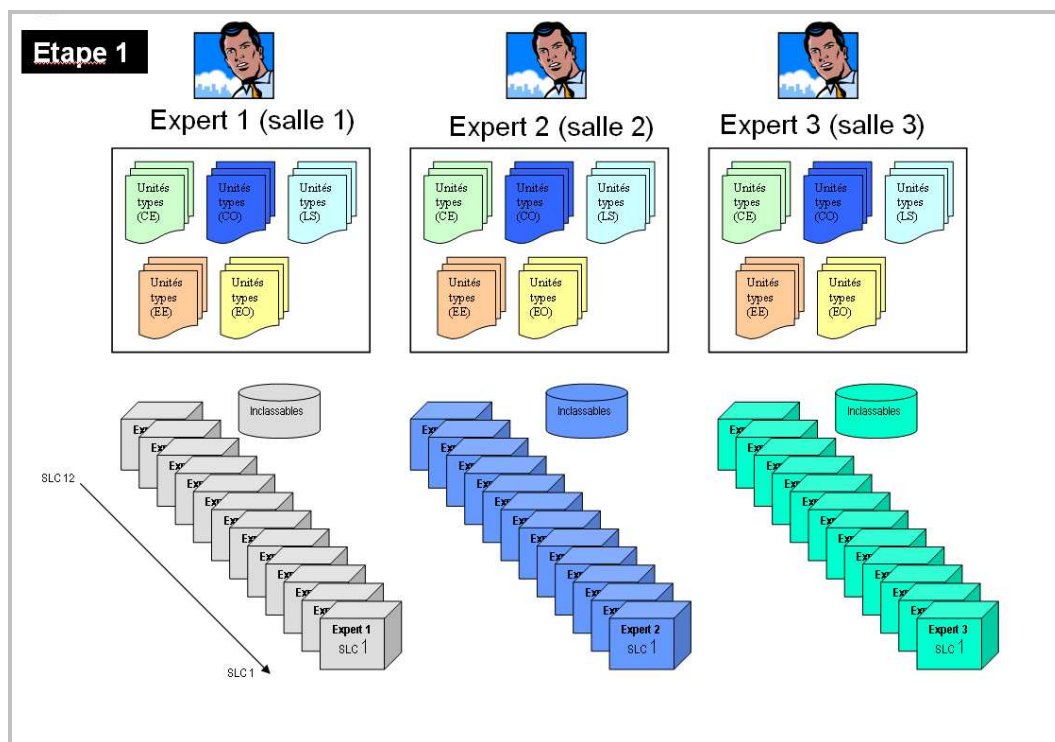 Etape 1
Expert 1 (salle 1)
Expert 2 (salle 2)
Expert 3 (salle 3)
Unités
types
(CE)
Unités
types
(CO)
Unités
types
(LS)
Unités
types
(EE)
Unités
types
(EO)
Unités
types
(CE)
Unités
types
(CO)
Unités
types
(LS)
Unités
types
(EE)
Unités
types
(EO)
Unités
types
(CE)
Unités
types
(CO)
Unités
types
(LS)
Unités
types
(EE)
Unités
types
(EO)
Inclassables
Inclassables
Inclassables
SLC 12
SLC 1
Expert 1
SLC 1
Expert 2
SLC 1
Expert 3
SLC 1